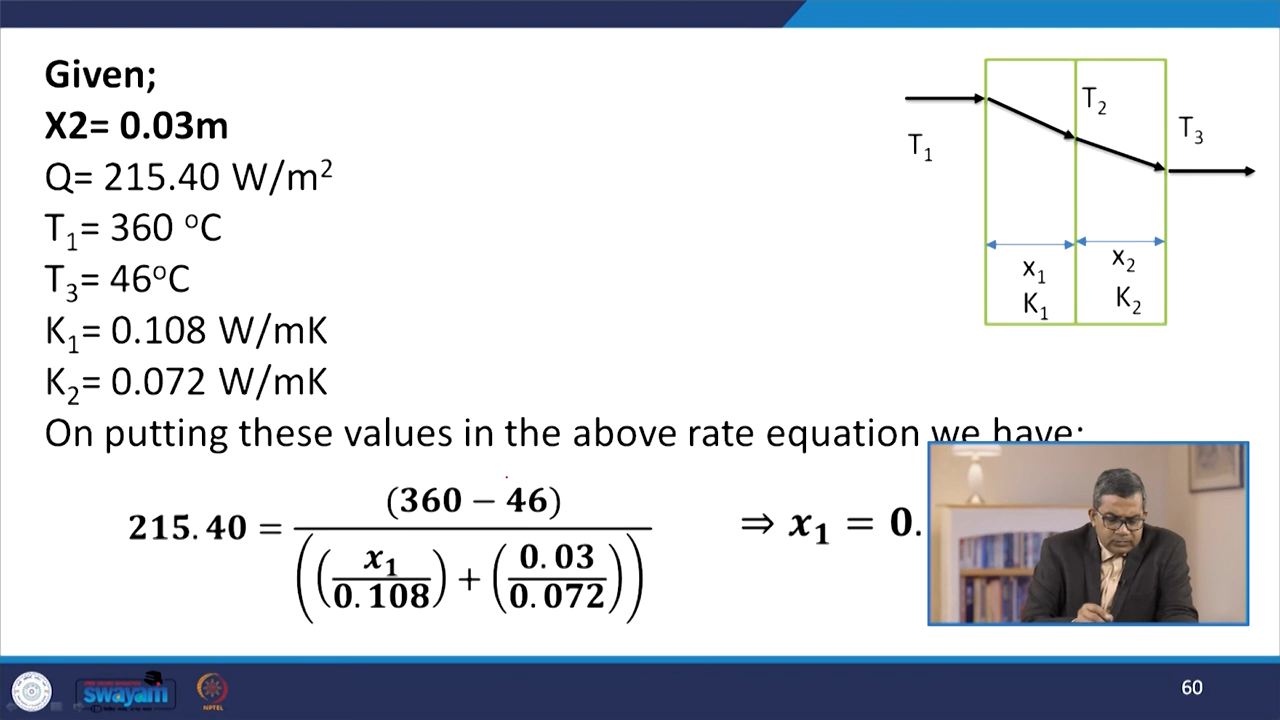 Given;
X2= 0.03m
Q= 215.40 W/m²
T₁= 360 ᵒC
T₃= 46ᵒC
K₁= 0.108 W/mK
K₂= 0.072 W/mK
On putting these values in the above rate equation we have:
215.40 = (360 − 46) / ((x₁/0.108) + (0.03/0.072)) ⇒ x₁ = 0.
T₁
T₂
T₃
x₁
K₁
x₂
K₂
swayam
NPTEL
60